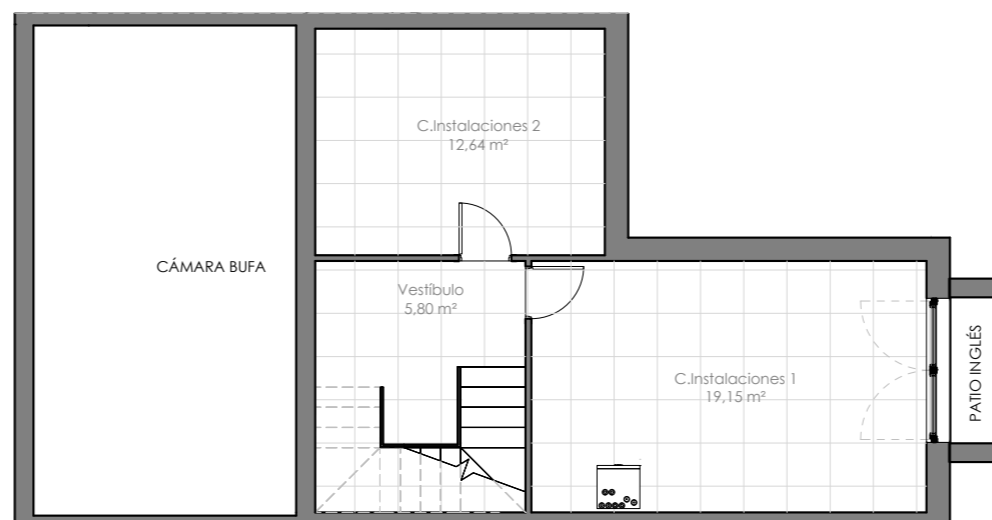 C.Instalaciones 2
12,64 m²
CÁMARA BUFA
Vestíbulo
5,80 m²
C.Instalaciones 1
19,15 m²
PATIO INGLÉS